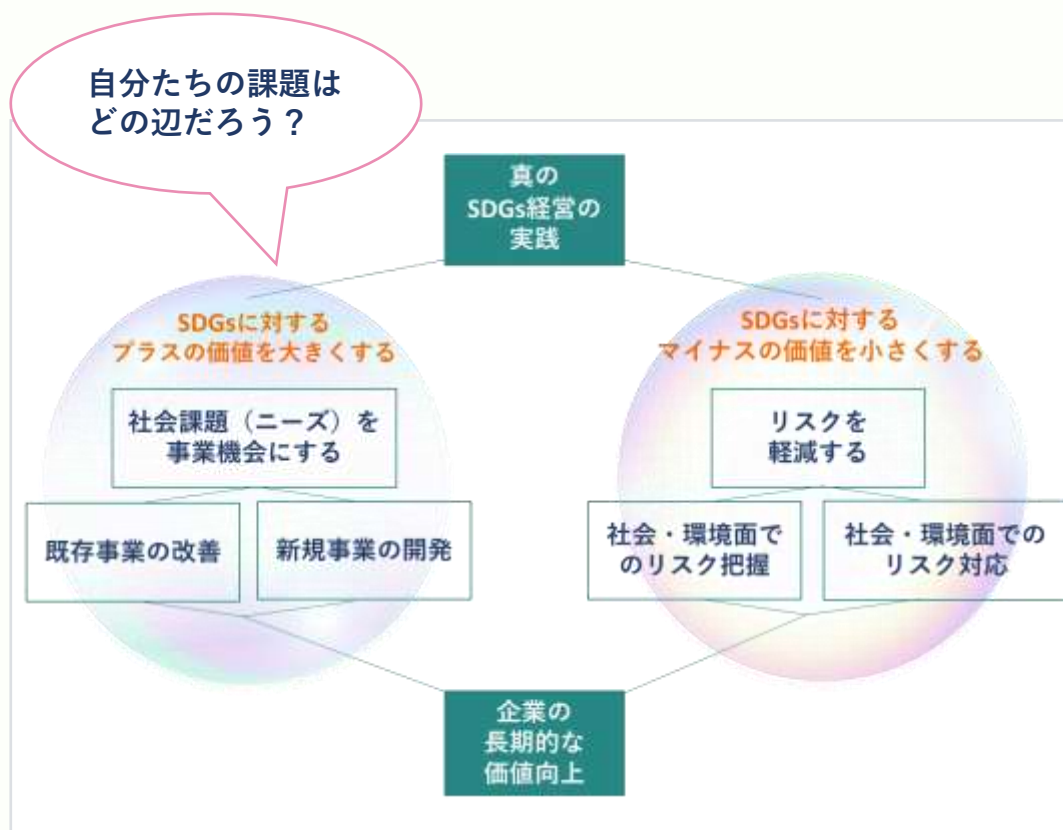 自分たちの課題は
どの辺だろう？
真の
SDGs経営の
実践
SDGsに対する
プラスの価値を大きくする
社会課題（ニーズ）を
事業機会にする
既存事業の改善
新規事業の開発
SDGsに対する
マイナスの価値を小さくする
リスクを
軽減する
社会・環境面で
のリスク把握
社会・環境面での
リスク対応
企業の
長期的な
価値向上